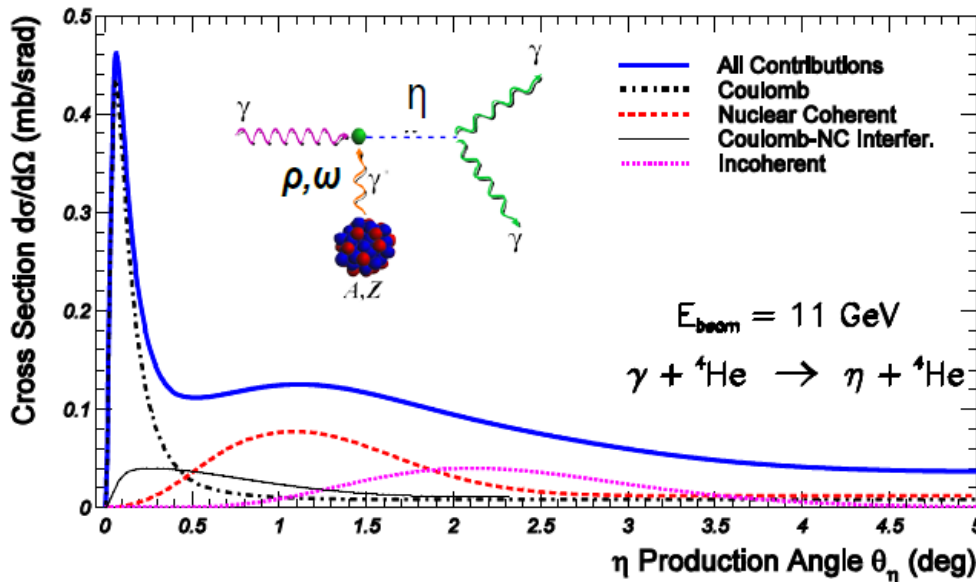 Cross Section dσ/dΩ (mb/srad)
0.5
0.4
0.3
0.2
0.1
0
All Contributions
Coulomb
Nuclear Coherent
Coulomb-NC Interfer.
Incoherent
γ
η
γ
ρ,ω
γ*
γ
A,Z
E_beam = 11 GeV
γ + ⁴He → η + ⁴He
0 0.5 1 1.5 2 2.5 3 3.5 4 4.5 5
η Production Angle θ_η (deg)